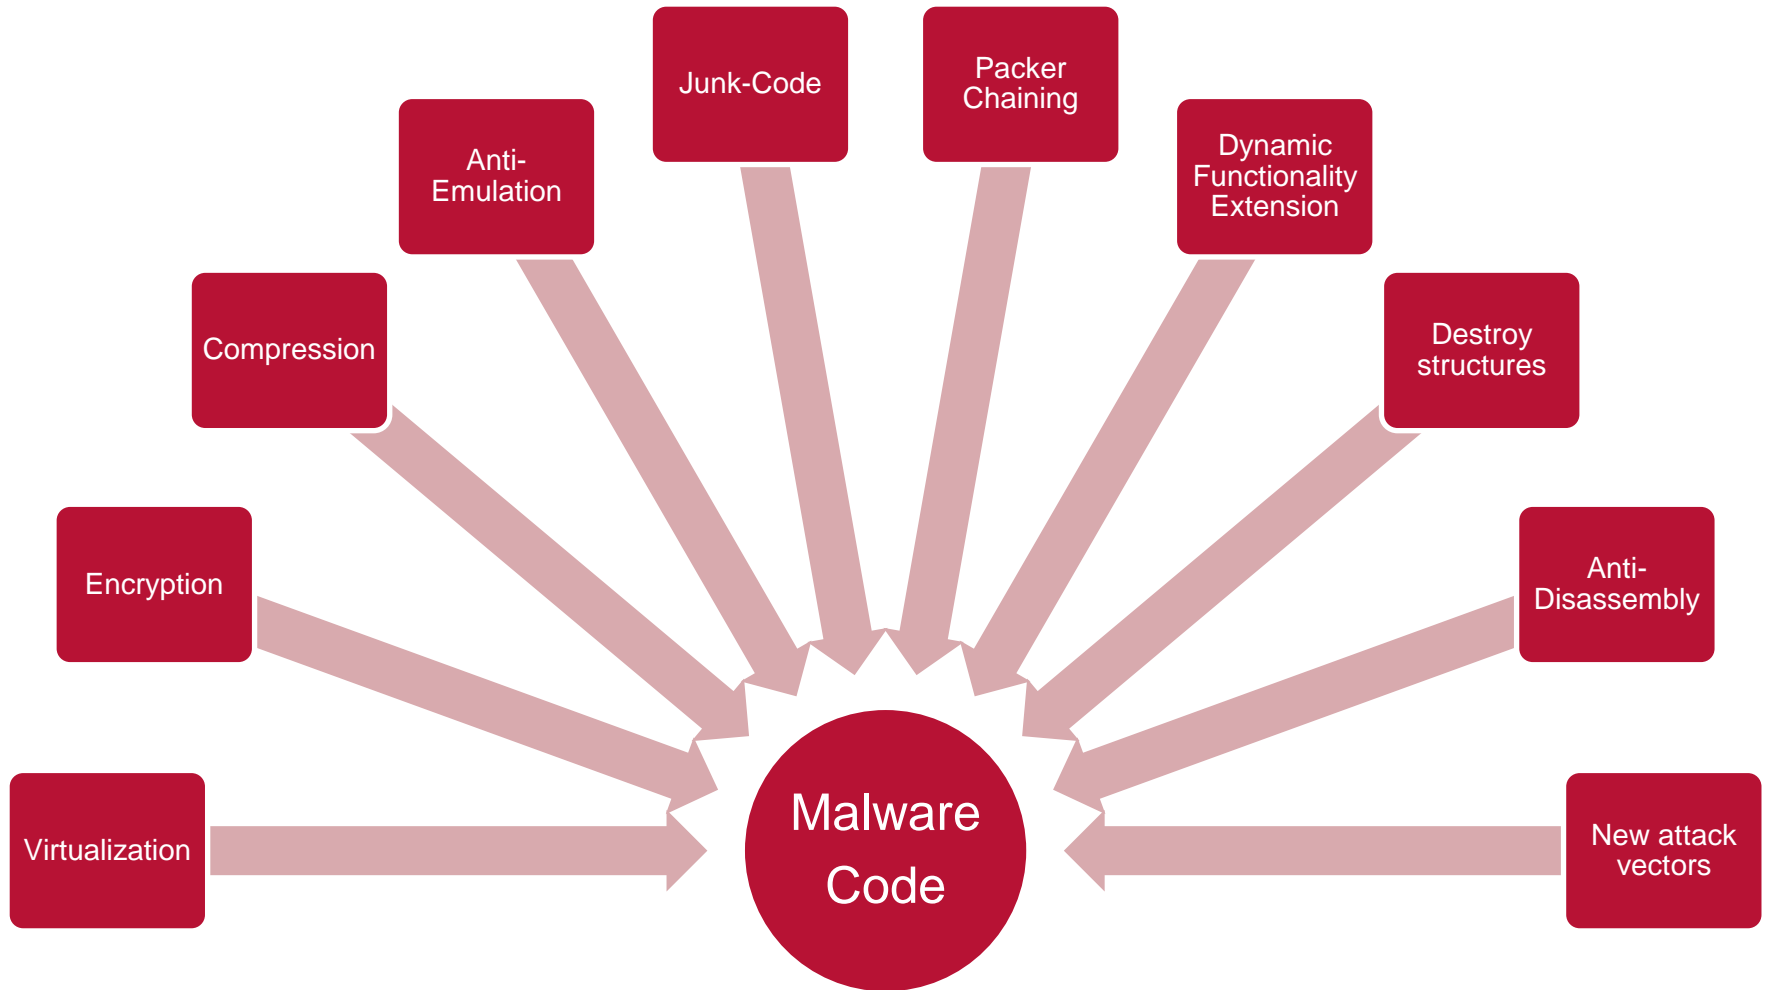 Junk-Code
Packer
Chaining
Anti-
Emulation
Dynamic
Functionality
Extension
Compression
Destroy
structures
Encryption
Anti-
Disassembly
Virtualization
Malware
Code
New attack
vectors